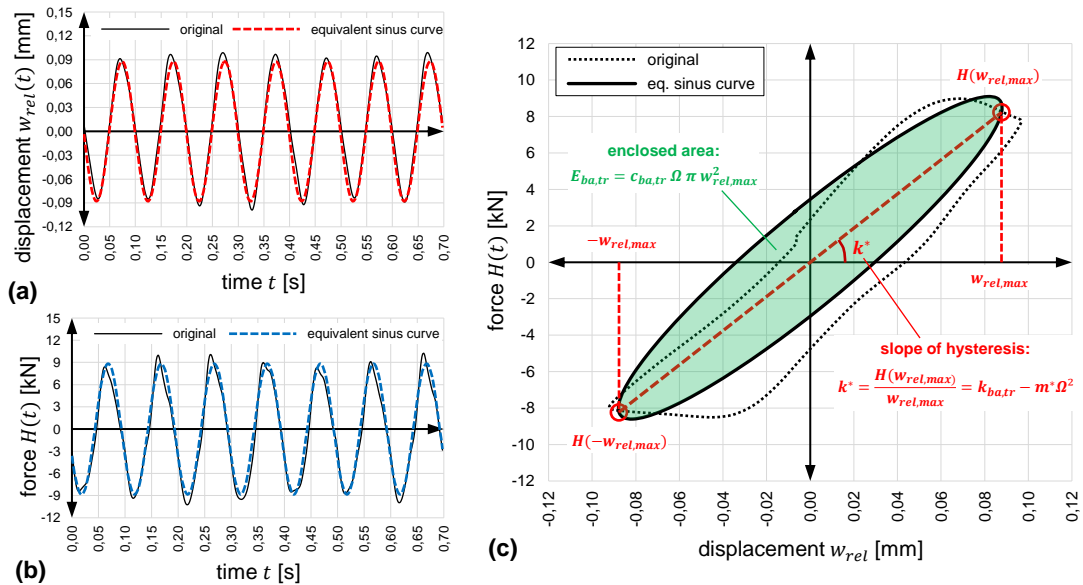 0,15
0,12
0,09
0,06
0,03
0,00
-0,03
-0,06
-0,09
-0,12
displacement w_rel(t) [mm]
original
equivalent sinus curve
0,00 0,05 0,10 0,15 0,20 0,25 0,30 0,35 0,40 0,45 0,50 0,55 0,60 0,65 0,70
time t [s]
(a)
15
12
9
6
3
0
-3
-6
-9
-12
force H(t) [kN]
original
equivalent sinus curve
0,00 0,05 0,10 0,15 0,20 0,25 0,30 0,35 0,40 0,45 0,50 0,55 0,60 0,65 0,70
time t [s]
(b)
12
10
8
6
4
2
0
-2
-4
-6
-8
-10
-12
force H(t) [kN]
original
eq. sinus curve
H(w_rel,max)
enclosed area:
E_ba,tr = c_ba,tr Ω π w²_rel,max
-w_rel,max
k*
w_rel,max
slope of hysteresis:
k* = H(w_rel,max) / w_rel,max = k_ba,tr − m*Ω²
H(-w_rel,max)
-0,12 -0,10 -0,08 -0,06 -0,04 -0,02 0,00 0,02 0,04 0,06 0,08 0,10 0,12
displacement w_rel [mm]
(c)